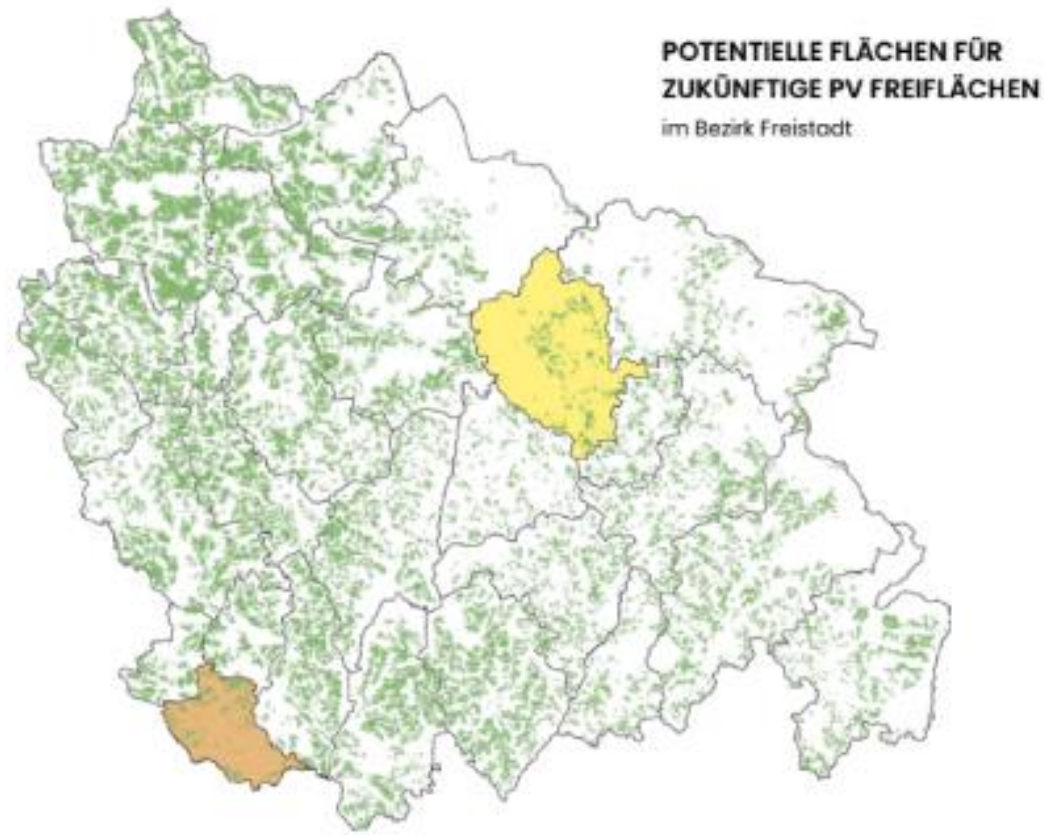 POTENTIELLE FLÄCHEN FÜR
ZUKÜNFTIGE PV FREIFLÄCHEN
im Bezirk Freistadt